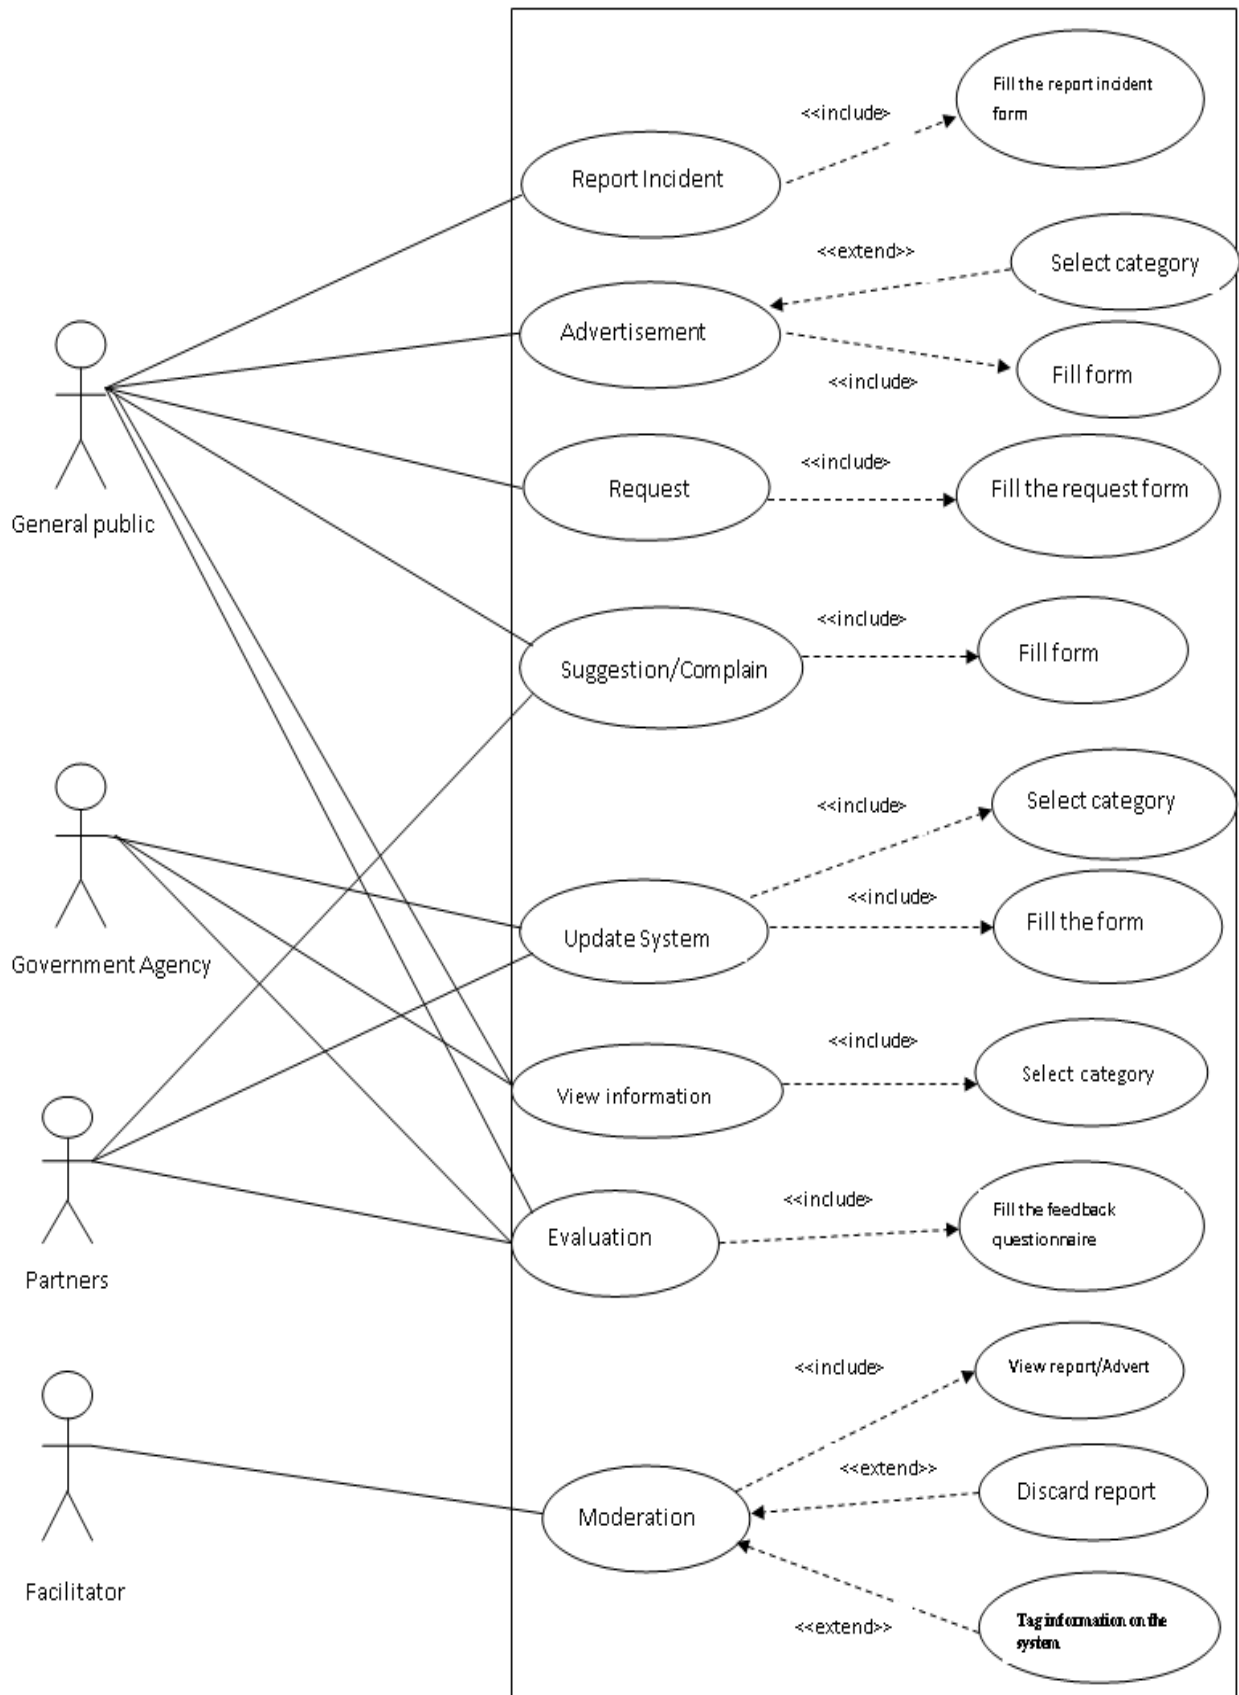 Fill the report incident
form
<<include>
Report Incident
<<extend>>
Select category
Advertisement
Fill form
<<include>
<<include>
Request
Fill the request form
General public
<<include>
Fill form
Suggestion/Complain
<<include>
Select category
<<include>
Fill the form
Update System
Government Agency
<<include>
Select category
View information
<<include>
Fill the feedback
questionnaire
Evaluation
Partners
<<include>
View report/Advert
<<extend>>
Discard report
Moderation
Facilitator
<<extend>>
Tag information on the
system